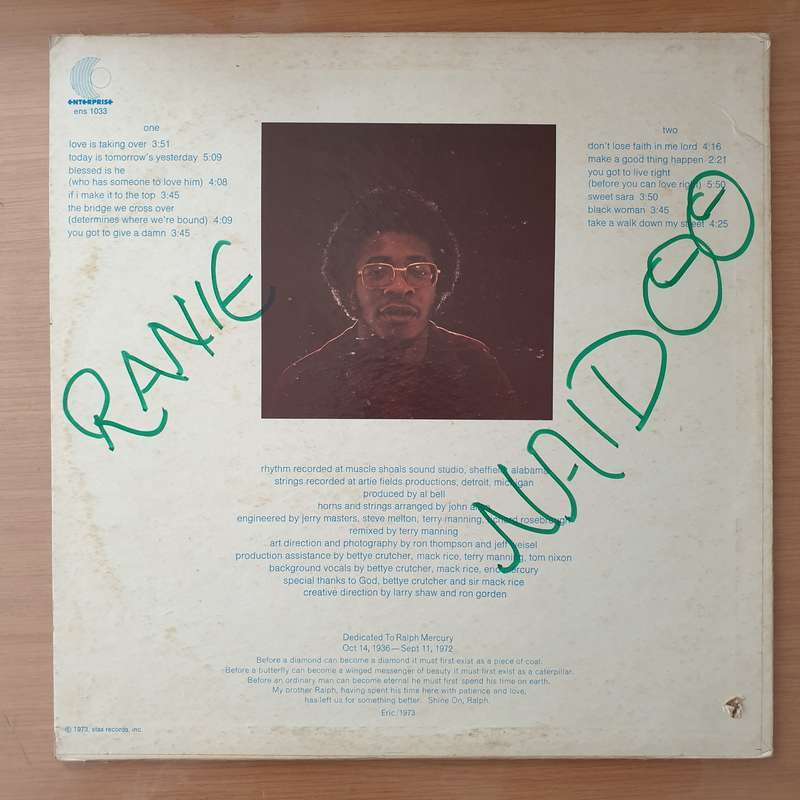 ENTERPRISE
ens 1033
one
love is taking over 3:51
today is tomorrow's yesterday 5:09
blessed is he
(who has someone to love him) 4:08
if i make it to the top 3:45
the bridge we cross over
(determines where we're bound) 4:09
you got to give a damn 3:45
two
don't lose faith in me lord 4:16
make a good thing happen 2:21
you got to live right
(before you can love right) 5:50
sweet sara 3:50
black woman 3:45
take a walk down my street 4:25
RANIE
NAIDOO
rhythm recorded at muscle shoals sound studio, sheffield, alabama
strings recorded at artie fields productions, detroit, michigan
produced by al bell
horns and strings arranged by john
engineered by jerry masters, steve melton, terry manning, richard rosebrough
remixed by terry manning
art direction and photography by ron thompson and jeff weisel
production assistance by bettye crutcher, mack rice, terry manning, tom nixon
background vocals by bettye crutcher, mack rice, eric mercury
special thanks to God, bettye crutcher and sir mack rice
creative direction by larry shaw and ron gorden
Dedicated To Ralph Mercury
Oct 14, 1936—Sept 11, 1972
Before a diamond can become a diamond it must first exist as a piece of coal.
Before a butterfly can become a winged messenger of beauty it must first exist as a caterpillar.
Before an ordinary man can become eternal he must first spend his time on earth.
My brother Ralph, having spent his time here with patience and love,
has left us for something better. Shine On, Ralph.
Eric/1973
© 1973, stax records, inc.